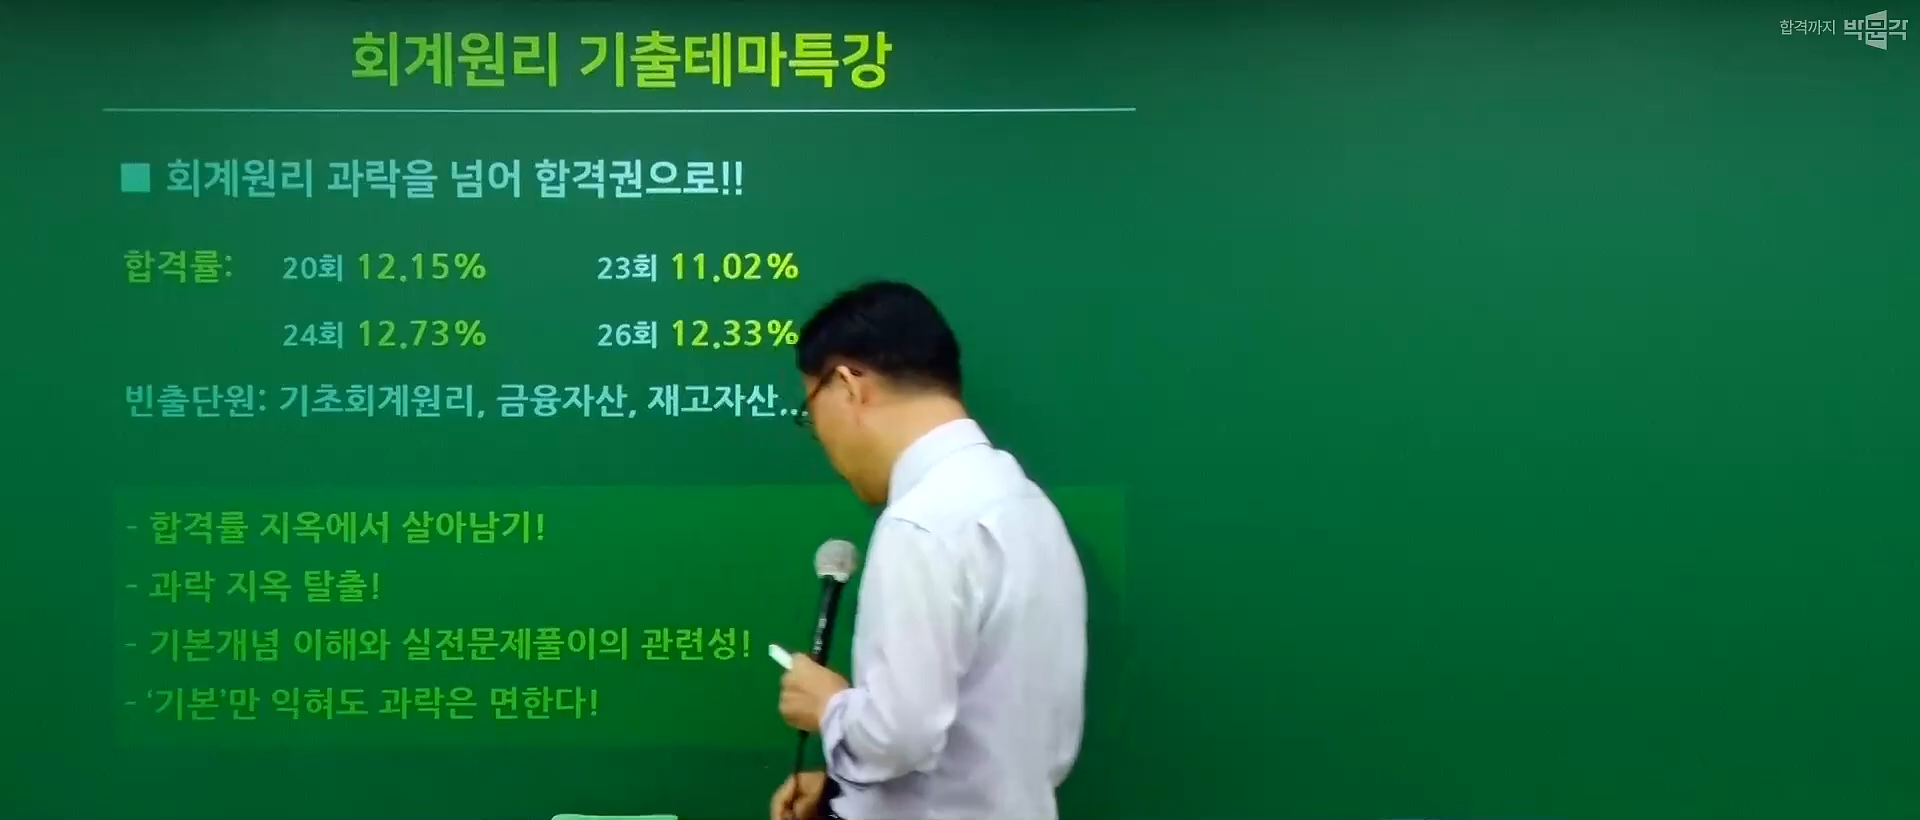 합격까지 박문각
회계원리 기출테마특강
■ 회계원리 과락을 넘어 합격권으로!!
합격률: 20회 12.15% 23회 11.02%
24회 12.73% 26회 12.33%
빈출단원: 기초회계원리, 금융자산, 재고자산...
- 합격률 지옥에서 살아남기!
- 과락 지옥 탈출!
- 기본개념 이해와 실전문제풀이의 관련성!
- ‘기본’만 익혀도 과락은 면한다!